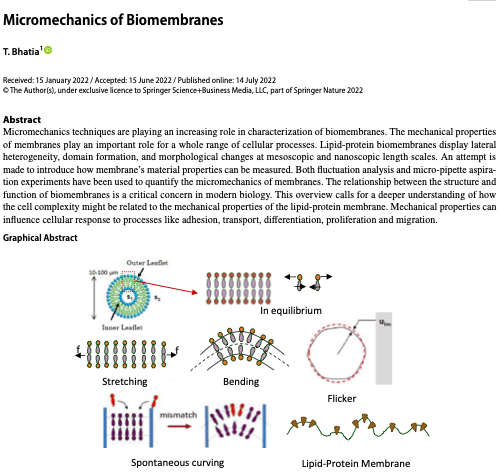 Micromechanics of Biomembranes
T. Bhatia¹
Received: 15 January 2022 / Accepted: 15 June 2022 / Published online: 14 July 2022
© The Author(s), under exclusive licence to Springer Science+Business Media, LLC, part of Springer Nature 2022
Abstract
Micromechanics techniques are playing an increasing role in characterization of biomembranes. The mechanical properties
of membranes play an important role for a whole range of cellular processes. Lipid-protein biomembranes display lateral
heterogeneity, domain formation, and morphological changes at mesoscopic and nanoscopic length scales. An attempt is
made to introduce how membrane's material properties can be measured. Both fluctuation analysis and micro-pipette aspira-
tion experiments have been used to quantify the micromechanics of membranes. The relationship between the structure and
function of biomembranes is a critical concern in modern biology. This overview calls for a deeper understanding of how
the cell complexity might be related to the mechanical properties of the lipid-protein membrane. Mechanical properties can
influence cellular response to processes like adhesion, transport, differentiation, proliferation and migration.
Graphical Abstract
Outer Leaflet
10-100 μm
s₁
s₂
Inner Leaflet
In equilibrium
f
f
Stretching
Bending
Flicker
mismatch
Spontaneous curving
Lipid-Protein Membrane